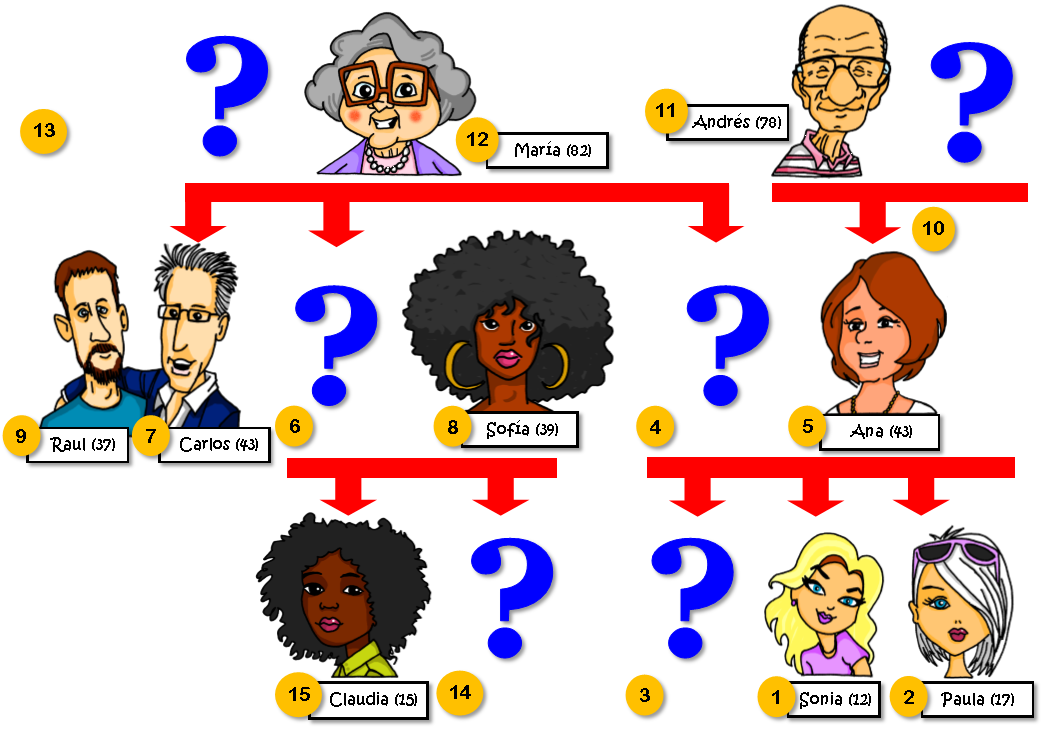 ?
?
13
12
María (82)
11
Andrés (78)
10
?
?
9
Raul (37)
7
Carlos (43)
6
8
Sofía (39)
4
5
Ana (43)
?
?
15
Claudia (15)
14
3
1
Sonia (12)
2
Paula (17)